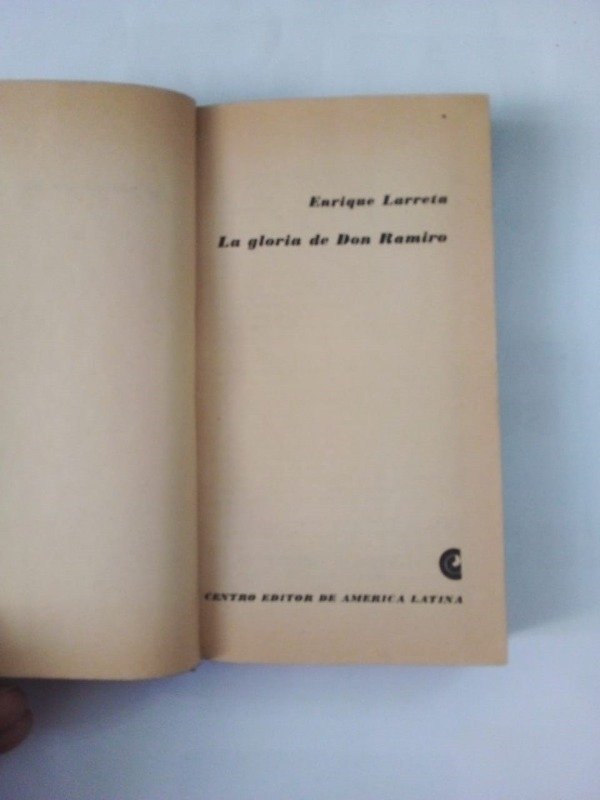 Enrique Larreta
La gloria de Don Ramiro
CENTRO EDITOR DE AMERICA LATINA